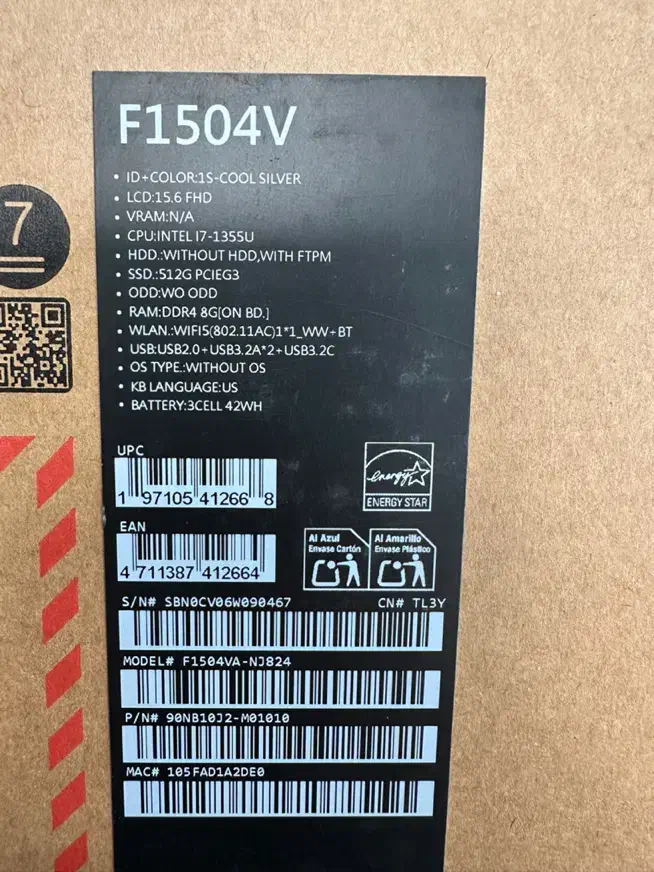 F1504V
7
• ID+COLOR:1S-COOL SILVER
• LCD:15.6 FHD
• VRAM:N/A
• CPU:INTEL I7-1355U
• HDD.:WITHOUT HDD,WITH FTPM
• SSD.:512G PCIEG3
• ODD:WO ODD
• RAM:DDR4 8G[ON BD.]
• WLAN.:WIFI5(802.11AC)1*1_WW+BT
• USB:USB2.0+USB3.2A*2+USB3.2C
• OS TYPE.:WITHOUT OS
• KB LANGUAGE:US
• BATTERY:3CELL 42WH
UPC
1 97105 41266 8
energy
ENERGY STAR
EAN
4 711387 412664
Al Azul
Envase Cartón
Al Amarillo
Envase Plástico
S/N# SBN0CV06W090467 CN# TL3Y
MODEL# F1504VA-NJ824
P/N# 90NB10J2-M01010
MAC# 105FAD1A2DE0